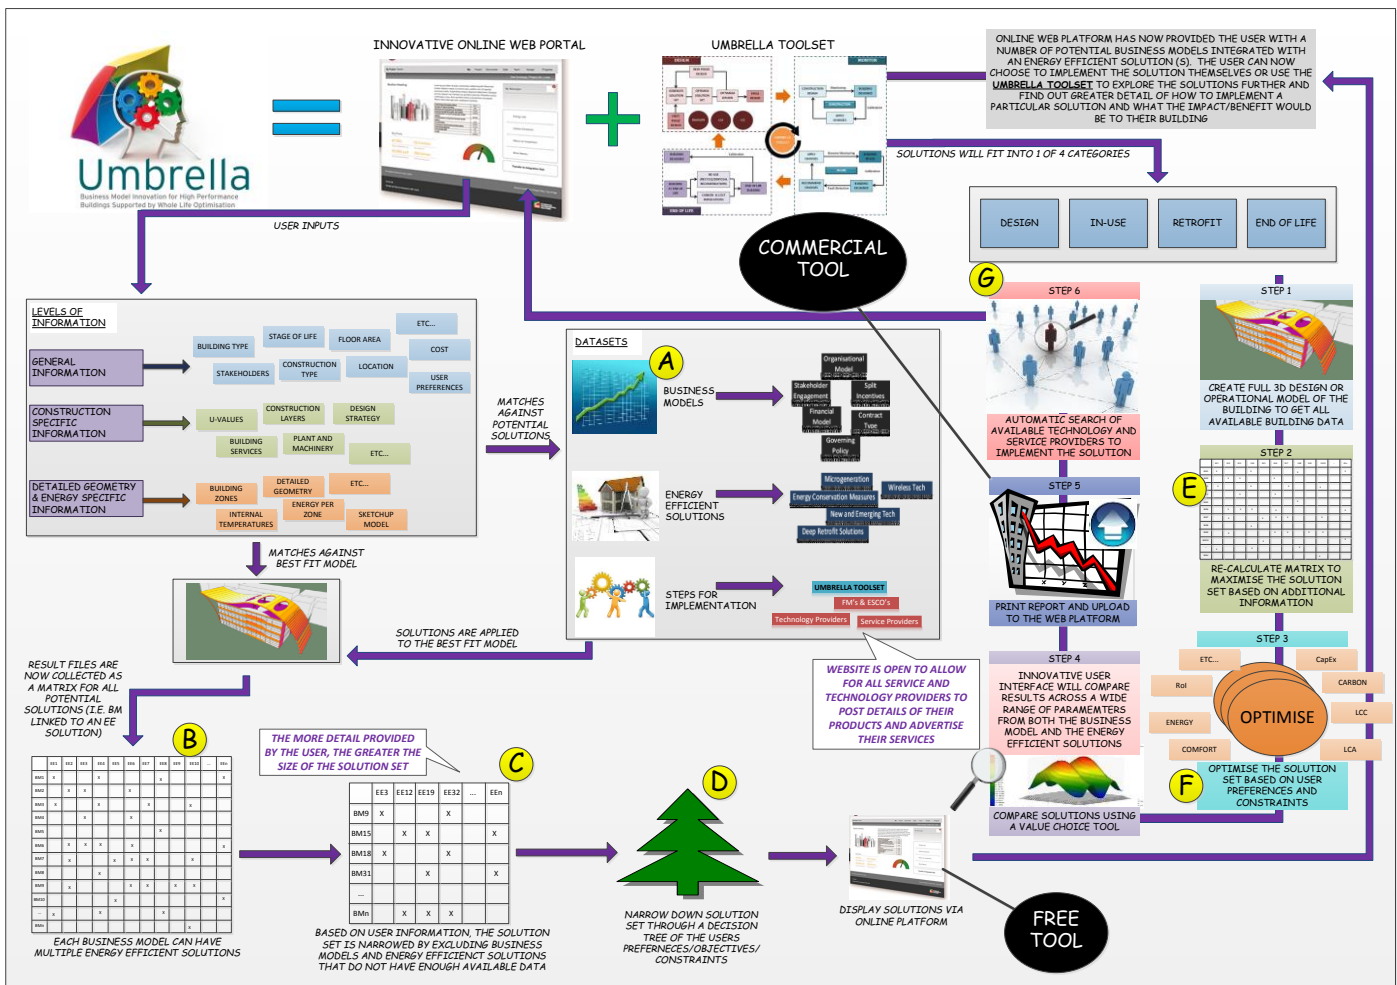 INNOVATIVE ONLINE WEB PORTAL
UMBRELLA TOOLSET
Umbrella
Business Model Innovation for High Performance
Buildings Supported by Whole Life Optimisation
DESIGN
MONITOR
END OF LIFE
ONLINE WEB PLATFORM HAS NOW PROVIDED THE USER WITH A
NUMBER OF POTENTIAL BUSINESS MODELS INTEGRATED WITH
AN ENERGY EFFICIENT SOLUTION (S). THE USER CAN NOW
CHOOSE TO IMPLEMENT THE SOLUTION THEMSELVES OR USE THE
UMBRELLA TOOLSET TO EXPLORE THE SOLUTIONS FURTHER AND
FIND OUT GREATER DETAIL OF HOW TO IMPLEMENT A
PARTICULAR SOLUTION AND WHAT THE IMPACT/BENEFIT WOULD
BE TO THEIR BUILDING
SOLUTIONS WILL FIT INTO 1 OF 4 CATEGORIES
DESIGN
IN-USE
RETROFIT
END OF LIFE
USER INPUTS
COMMERCIAL
TOOL
LEVELS OF
INFORMATION
GENERAL
INFORMATION
BUILDING TYPE
STAGE OF LIFE
FLOOR AREA
ETC...
COST
STAKEHOLDERS
CONSTRUCTION
TYPE
LOCATION
USER
PREFERENCES
CONSTRUCTION
SPECIFIC
INFORMATION
U-VALUES
CONSTRUCTION
LAYERS
DESIGN
STRATEGY
BUILDING
SERVICES
PLANT AND
MACHINERY
ETC...
DETAILED GEOMETRY
& ENERGY SPECIFIC
INFORMATION
BUILDING
ZONES
DETAILED
GEOMETRY
ETC...
INTERNAL
TEMPERATURES
ENERGY PER
ZONE
SKETCHUP
MODEL
MATCHES
AGAINST
POTENTIAL
SOLUTIONS
DATASETS
A
BUSINESS
MODELS
Organisational
Model
Stakeholder
Engagement
Split
Incentives
Financial
Model
Contract
Type
Governing
Policy
ENERGY
EFFICIENT
SOLUTIONS
Microgeneration
Wireless Tech
Energy Conservation Measures
New and Emerging Tech
Deep Retrofit Solutions
STEPS FOR
IMPLEMENTATION
UMBRELLA TOOLSET
FM's & ESCO's
Technology Providers
Service Providers
WEBSITE IS OPEN TO ALLOW
FOR ALL SERVICE AND
TECHNOLOGY PROVIDERS TO
POST DETAILS OF THEIR
PRODUCTS AND ADVERTISE
THEIR SERVICES
MATCHES AGAINST
BEST FIT MODEL
SOLUTIONS ARE APPLIED
TO THE BEST FIT MODEL
RESULT FILES ARE
NOW COLLECTED AS
A MATRIX FOR ALL
POTENTIAL
SOLUTIONS (I.E. BM
LINKED TO AN EE
SOLUTION)
B
EACH BUSINESS MODEL CAN HAVE
MULTIPLE ENERGY EFFICIENT SOLUTIONS
THE MORE DETAIL PROVIDED
BY THE USER, THE GREATER THE
SIZE OF THE SOLUTION SET
C
EE3 EE12 EE19 EE32 ... EEn
BM9 X X
BM15 X X X
BM18 X X
BM31 X X
...
BMn X X X
BASED ON USER INFORMATION, THE SOLUTION
SET IS NARROWED BY EXCLUDING BUSINESS
MODELS AND ENERGY EFFICIENCT SOLUTIONS
THAT DO NOT HAVE ENOUGH AVAILABLE DATA
D
NARROW DOWN SOLUTION
SET THROUGH A DECISION
TREE OF THE USERS
PREFERNECES/OBJECTIVES/
CONSTRAINTS
DISPLAY SOLUTIONS VIA
ONLINE PLATFORM
FREE
TOOL
G
STEP 6
AUTOMATIC SEARCH OF
AVAILABLE TECHNOLOGY AND
SERVICE PROVIDERS TO
IMPLEMENT THE SOLUTION
STEP 5
PRINT REPORT AND UPLOAD
TO THE WEB PLATFORM
STEP 4
INNOVATIVE USER
INTERFACE WILL COMPARE
RESULTS ACROSS A WIDE
RANGE OF PARAMEMTERS
FROM BOTH THE BUSINESS
MODEL AND THE ENERGY
EFFICIENT SOLUTIONS
COMPARE SOLUTIONS USING
A VALUE CHOICE TOOL
STEP 1
CREATE FULL 3D DESIGN OR
OPERATIONAL MODEL OF THE
BUILDING TO GET ALL
AVAILABLE BUILDING DATA
STEP 2
E
RE-CALCULATE MATRIX TO
MAXIMISE THE SOLUTION
SET BASED ON ADDITIONAL
INFORMATION
STEP 3
ETC...
CapEx
RoI
CARBON
ENERGY
OPTIMISE
LCC
COMFORT
LCA
F
OPTIMISE THE SOLUTION
SET BASED ON USER
PREFERENCES AND
CONSTRAINTS